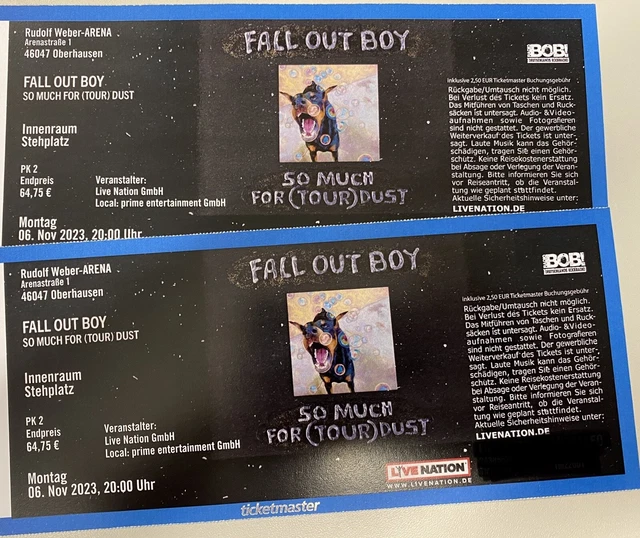 Rudolf Weber-ARENA
Arenastraße 1
46047 Oberhausen
FALL OUT BOY
SO MUCH FOR (TOUR) DUST
Innenraum
Stehplatz
PK 2
Endpreis
64,75 €
Veranstalter:
Live Nation GmbH
Local: prime entertainment GmbH
Montag
06. Nov 2023, 20:00 Uhr
FALL OUT BOY
SO MUCH
FOR (TOUR) DUST
BOB!
DEUTSCHLANDS ROCKRADIO
Inklusive 2,50 EUR Ticketmaster Buchungsgebühr
Rückgabe/Umtausch nicht möglich.
Bei Verlust des Tickets kein Ersatz.
Das Mitführen von Taschen und Ruck-
säcken ist untersagt. Audio- &Video-
aufnahmen sowie Fotografieren
sind nicht gestattet. Der gewerbliche
Weiterverkauf des Tickets ist unter-
sagt. Laute Musik kann das Gehör-
schädigen, tragen Sie einen Gehör-
schutz. Keine Reisekostenerstattung
bei Absage oder Verlegung der Veran-
staltung. Bitte informieren Sie sich
vor Reiseantritt, ob die Veranstal-
tung wie geplant stbttfindet.
Aktuelle Sicherheitshinweise unter:
LIVENATION.DE
Rudolf Weber-ARENA
Arenastraße 1
46047 Oberhausen
FALL OUT BOY
SO MUCH FOR (TOUR) DUST
Innenraum
Stehplatz
PK 2
Endpreis
64,75 €
Veranstalter:
Live Nation GmbH
Local: prime entertainment GmbH
Montag
06. Nov 2023, 20:00 Uhr
FALL OUT BOY
SO MUCH
FOR (TOUR) DUST
BOB!
DEUTSCHLANDS ROCKRADIO
Inklusive 2,50 EUR Ticketmaster Buchungsgebühr
Rückgabe/Umtausch nicht möglich.
Bei Verlust des Tickets kein Ersatz.
Das Mitführen von Taschen und Ruck-
säcken ist untersagt. Audio- &Video-
aufnahmen sowie Fotografieren
sind nicht gestattet. Der gewerbliche
Weiterverkauf des Tickets ist unter-
sagt. Laute Musik kann das Gehör-
schädigen, tragen Sie einen Gehör-
schutz. Keine Reisekostenerstattung
bei Absage oder Verlegung der Veran-
staltung. Bitte informieren Sie sich
vor Reiseantritt, ob die Veranstal-
tung wie geplant stbttfindet.
Aktuelle Sicherheitshinweise unter:
LIVENATION.DE
LIVE NATION
WWW.LIVENATION.DE
ticketmaster